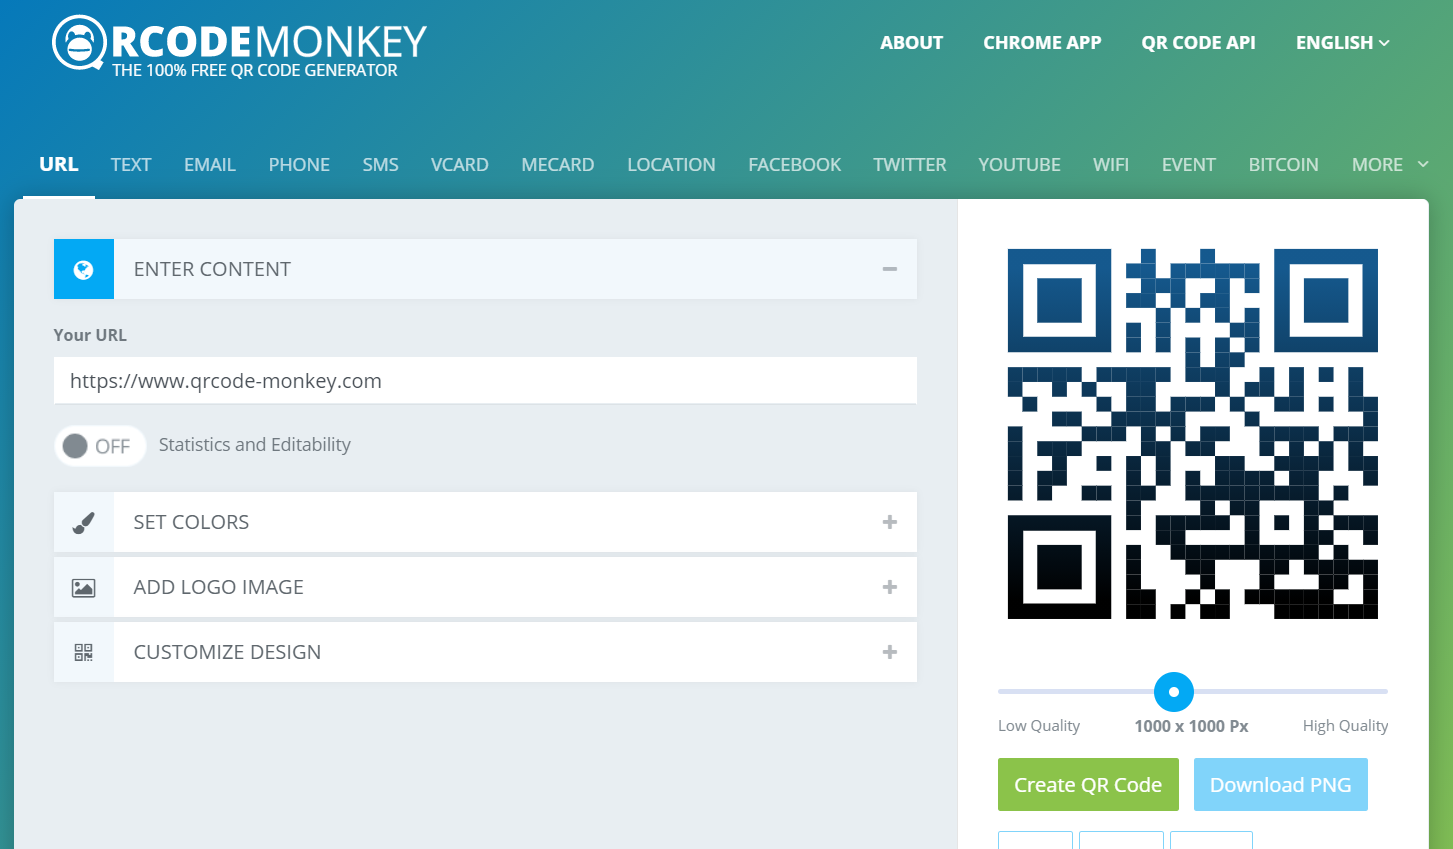 QRCODE MONKEY
THE 100% FREE QR CODE GENERATOR
ABOUT CHROME APP QR CODE API ENGLISH
URL TEXT EMAIL PHONE SMS VCARD MECARD LOCATION FACEBOOK TWITTER YOUTUBE WIFI EVENT BITCOIN MORE
ENTER CONTENT
Your URL
https://www.qrcode-monkey.com
OFF Statistics and Editability
SET COLORS
ADD LOGO IMAGE
CUSTOMIZE DESIGN
Low Quality 1000 x 1000 Px High Quality
Create QR Code Download PNG